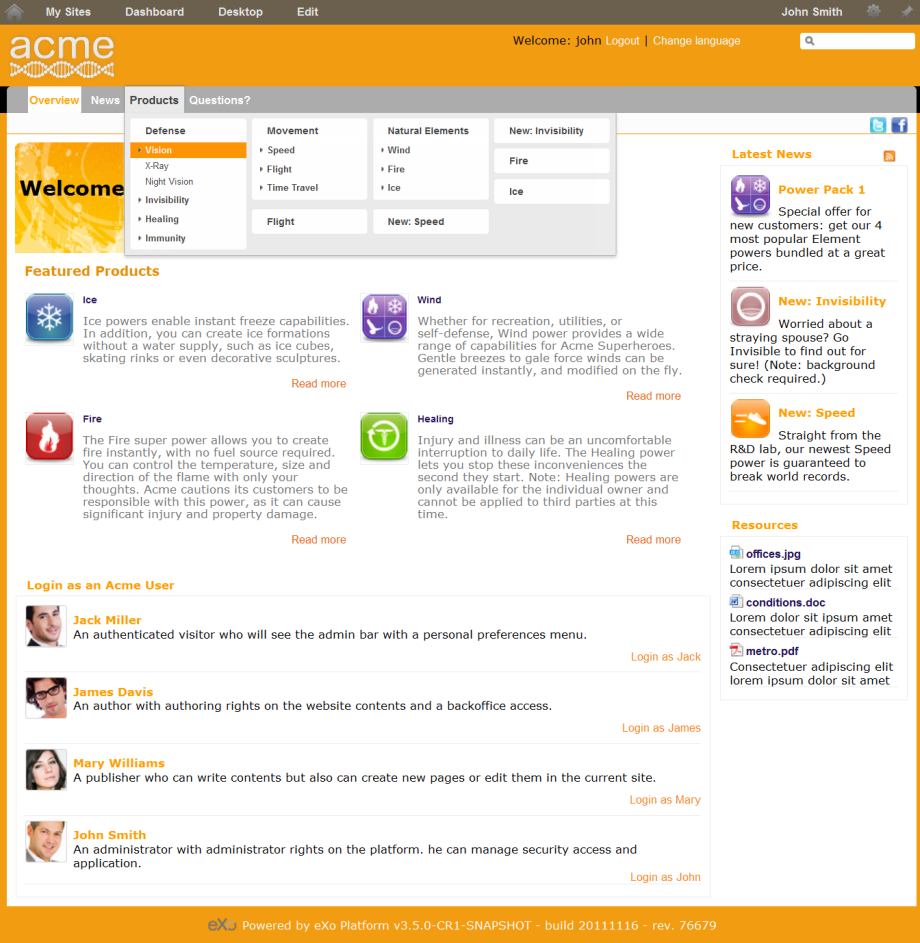 My Sites Dashboard Desktop Edit John Smith
acme
Welcome: john Logout | Change language
Overview News Products Questions?
Defense
Vision
X-Ray
Night Vision
Invisibility
Healing
Immunity
Movement
Speed
Flight
Time Travel
Flight
Natural Elements
Wind
Fire
Ice
New: Speed
New: Invisibility
Fire
Ice
Welcome
Featured Products
Ice
Ice powers enable instant freeze capabilities.
In addition, you can create ice formations
without a water supply, such as ice cubes,
skating rinks or even decorative sculptures.
Read more
Wind
Whether for recreation, utilities, or
self-defense, Wind power provides a wide
range of capabilities for Acme Superheroes.
Gentle breezes to gale force winds can be
generated instantly, and modified on the fly.
Read more
Fire
The Fire super power allows you to create
fire instantly, with no fuel source required.
You can control the temperature, size and
direction of the flame with only your
thoughts. Acme cautions its customers to be
responsible with this power, as it can cause
significant injury and property damage.
Read more
Healing
Injury and illness can be an uncomfortable
interruption to daily life. The Healing power
lets you stop these inconveniences the
second they start. Note: Healing powers are
only available for the individual owner and
cannot be applied to third parties at this
time.
Read more
Login as an Acme User
Jack Miller
An authenticated visitor who will see the admin bar with a personal preferences menu.
Login as Jack
James Davis
An author with authoring rights on the website contents and a backoffice access.
Login as James
Mary Williams
A publisher who can write contents but also can create new pages or edit them in the current site.
Login as Mary
John Smith
An administrator with administrator rights on the platform. he can manage security access and
application.
Login as John
Latest News
Power Pack 1
Special offer for
new customers: get our 4
most popular Element
powers bundled at a great
price.
New: Invisibility
Worried about a
straying spouse? Go
Invisible to find out for
sure! (Note: background
check required.)
New: Speed
Straight from the
R&D lab, our newest Speed
power is guaranteed to
break world records.
Resources
offices.jpg
Lorem ipsum dolor sit amet
consectetuer adipiscing elit
conditions.doc
Lorem dolor sit ipsum amet
consectetuer adipiscing elit
metro.pdf
Consectetuer adipiscing elit
lorem ipsum dolor sit amet
eXo Powered by eXo Platform v3.5.0-CR1-SNAPSHOT - build 20111116 - rev. 76679